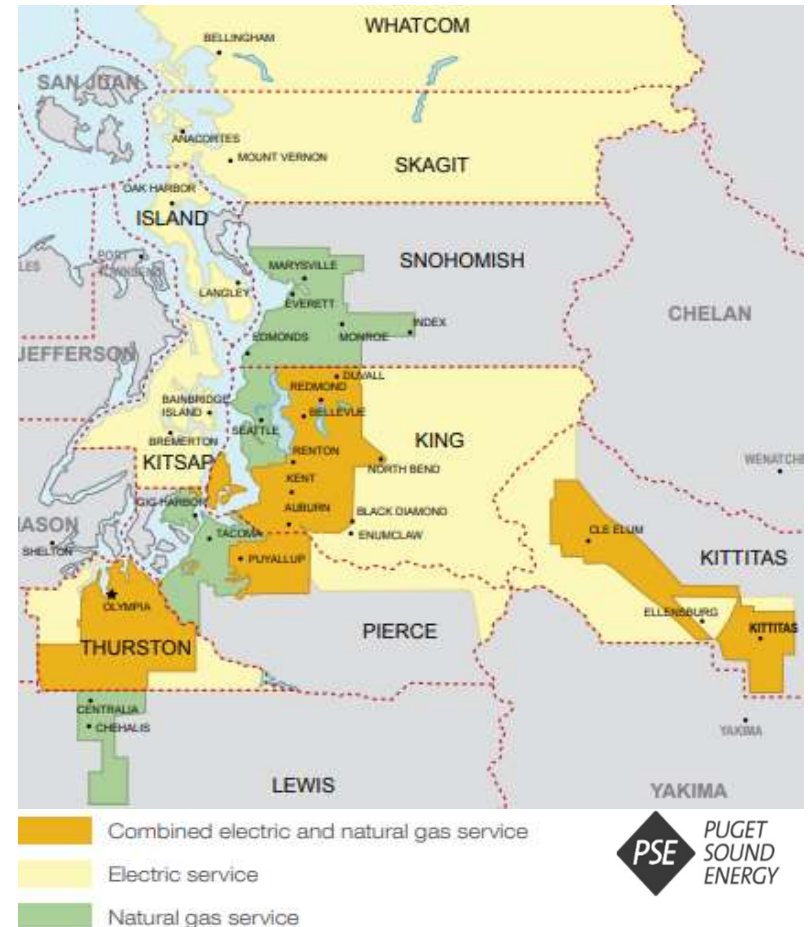 WHATCOM
BELLINGHAM
SAN JUAN
ANACORTES
MOUNT VERNON
SKAGIT
OAK HARBOR
ISLAND
PORT
TOWNSEND
MARYSVILLE
SNOHOMISH
LANGLEY
EVERETT
CHELAN
INDEX
EDMONDS
MONROE
JEFFERSON
DUVALL
REDMOND
BAINBRIDGE
ISLAND
BELLEVUE
SEATTLE
BREMERTON
KING
RENTON
KITSAP
NORTH BEND
WENATCHE
KENT
GIG HARBOR
AUBURN
BLACK DIAMOND
MASON
TACOMA
ENUMCLAW
CLE ELUM
SHELTON
PUYALLUP
KITTITAS
OLYMPIA
ELLENSBURG
PIERCE
KITTITAS
THURSTON
CENTRALIA
CHEHALIS
YAKIMA
LEWIS
YAKIMA
Combined electric and natural gas service
Electric service
Natural gas service
PSE
PUGET
SOUND
ENERGY